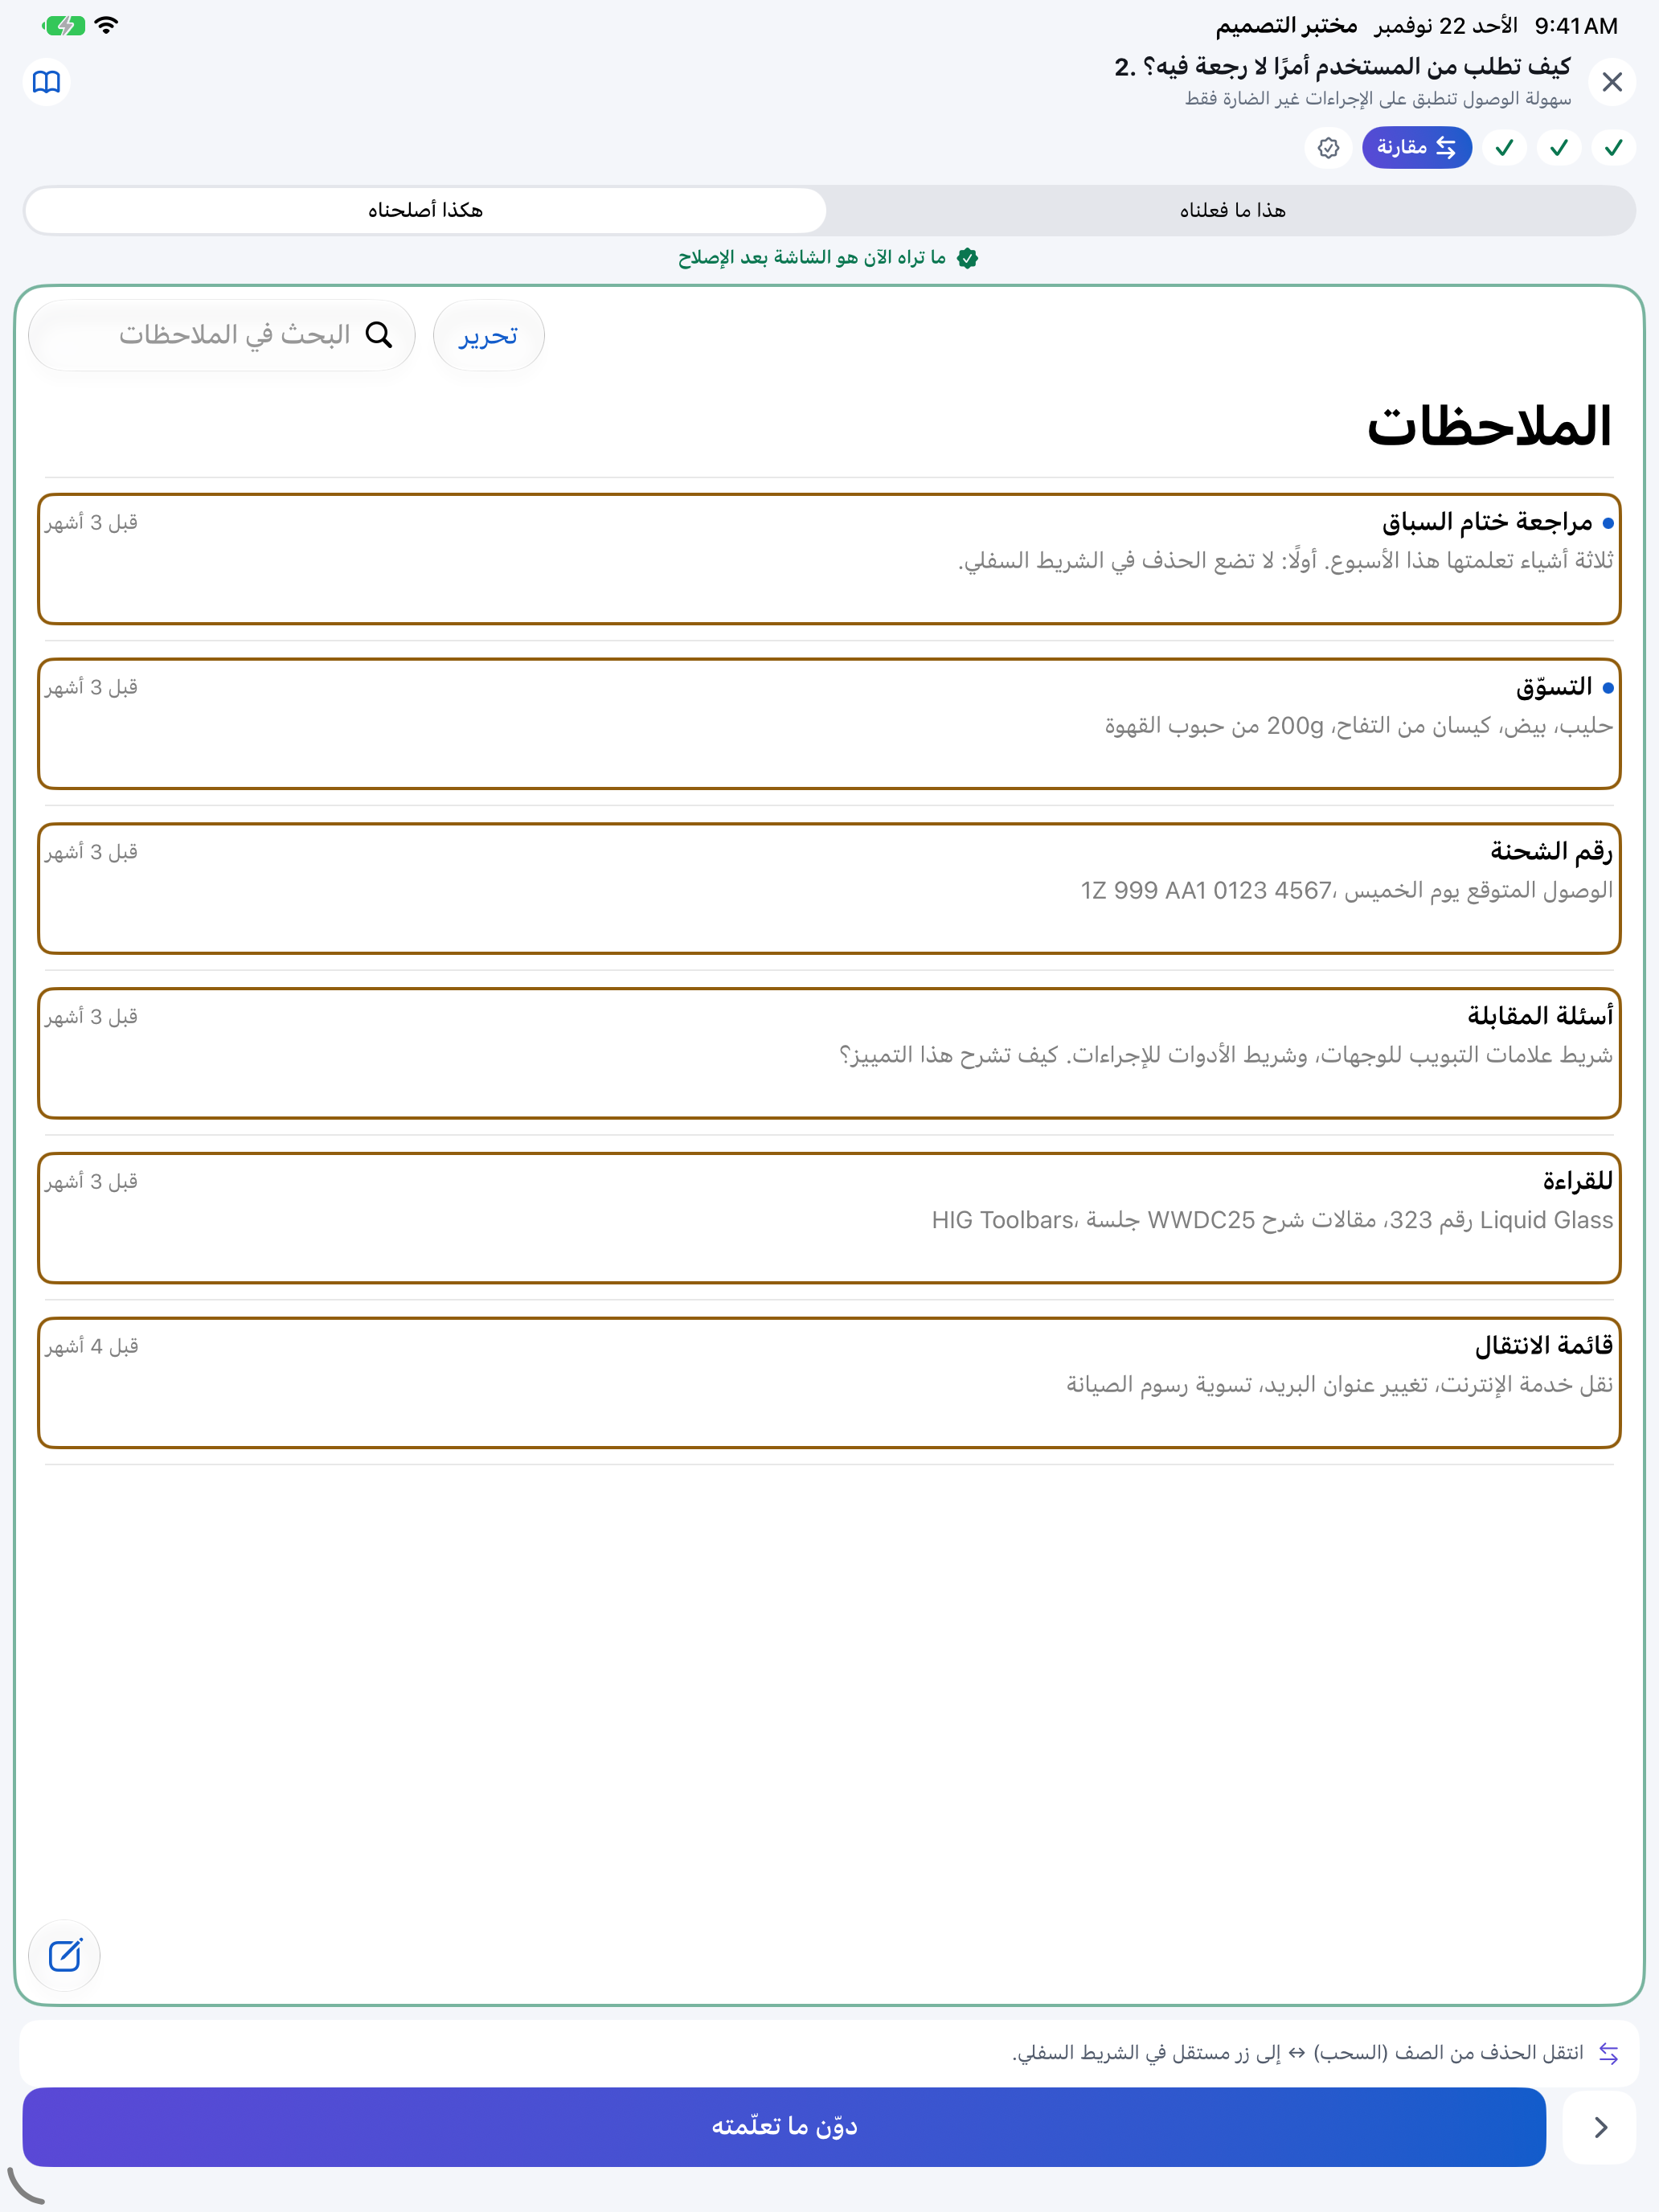 9:41 AM الأحد 22 نوفمبر مختبر التصميم
كيف تطلب من المستخدم أمرًا لا رجعة فيه؟ .2
سهولة الوصول تنطبق على الإجراءات غير الضارة فقط
مقارنة
هذا ما فعلناه
هكذا أصلحناه
ما تراه الآن هو الشاشة بعد الإصلاح
تحرير
البحث في الملاحظات
الملاحظات
مراجعة ختام السباق
قبل 3 أشهر
ثلاثة أشياء تعلمتها هذا الأسبوع. أولًا: لا تضع الحذف في الشريط السفلي.
التسوّق
قبل 3 أشهر
حليب، بيض، كيسان من التفاح، 200g من حبوب القهوة
رقم الشحنة
قبل 3 أشهر
الوصول المتوقع يوم الخميس ،1Z 999 AA1 0123 4567
أسئلة المقابلة
قبل 3 أشهر
شريط علامات التبويب للوجهات، وشريط الأدوات للإجراءات. كيف تشرح هذا التمييز؟
للقراءة
قبل 3 أشهر
Liquid Glass رقم 323، مقالات شرح WWDC25 جلسة ،HIG Toolbars
قائمة الانتقال
قبل 4 أشهر
نقل خدمة الإنترنت، تغيير عنوان البريد، تسوية رسوم الصيانة
انتقل الحذف من الصف (السحب) ↔ إلى زر مستقل في الشريط السفلي.
دوّن ما تعلّمته